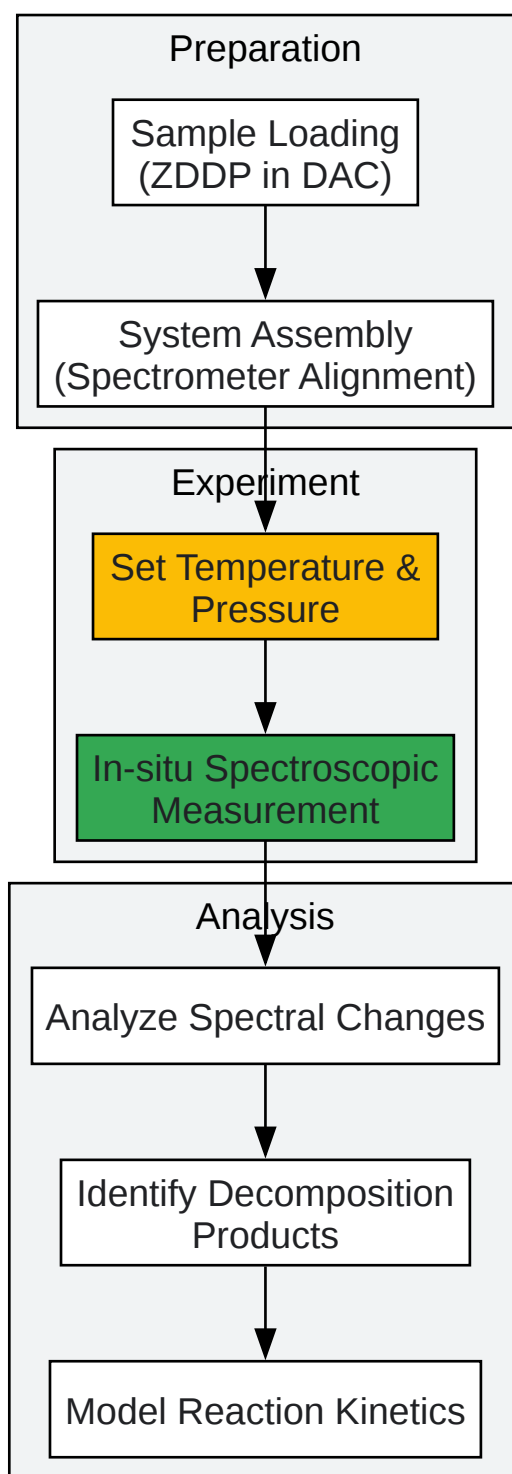 Preparation
Sample Loading
(ZDDP in DAC)
System Assembly
(Spectrometer Alignment)
Experiment
Set Temperature &
Pressure
In-situ Spectroscopic
Measurement
Analysis
Analyze Spectral Changes
Identify Decomposition
Products
Model Reaction Kinetics